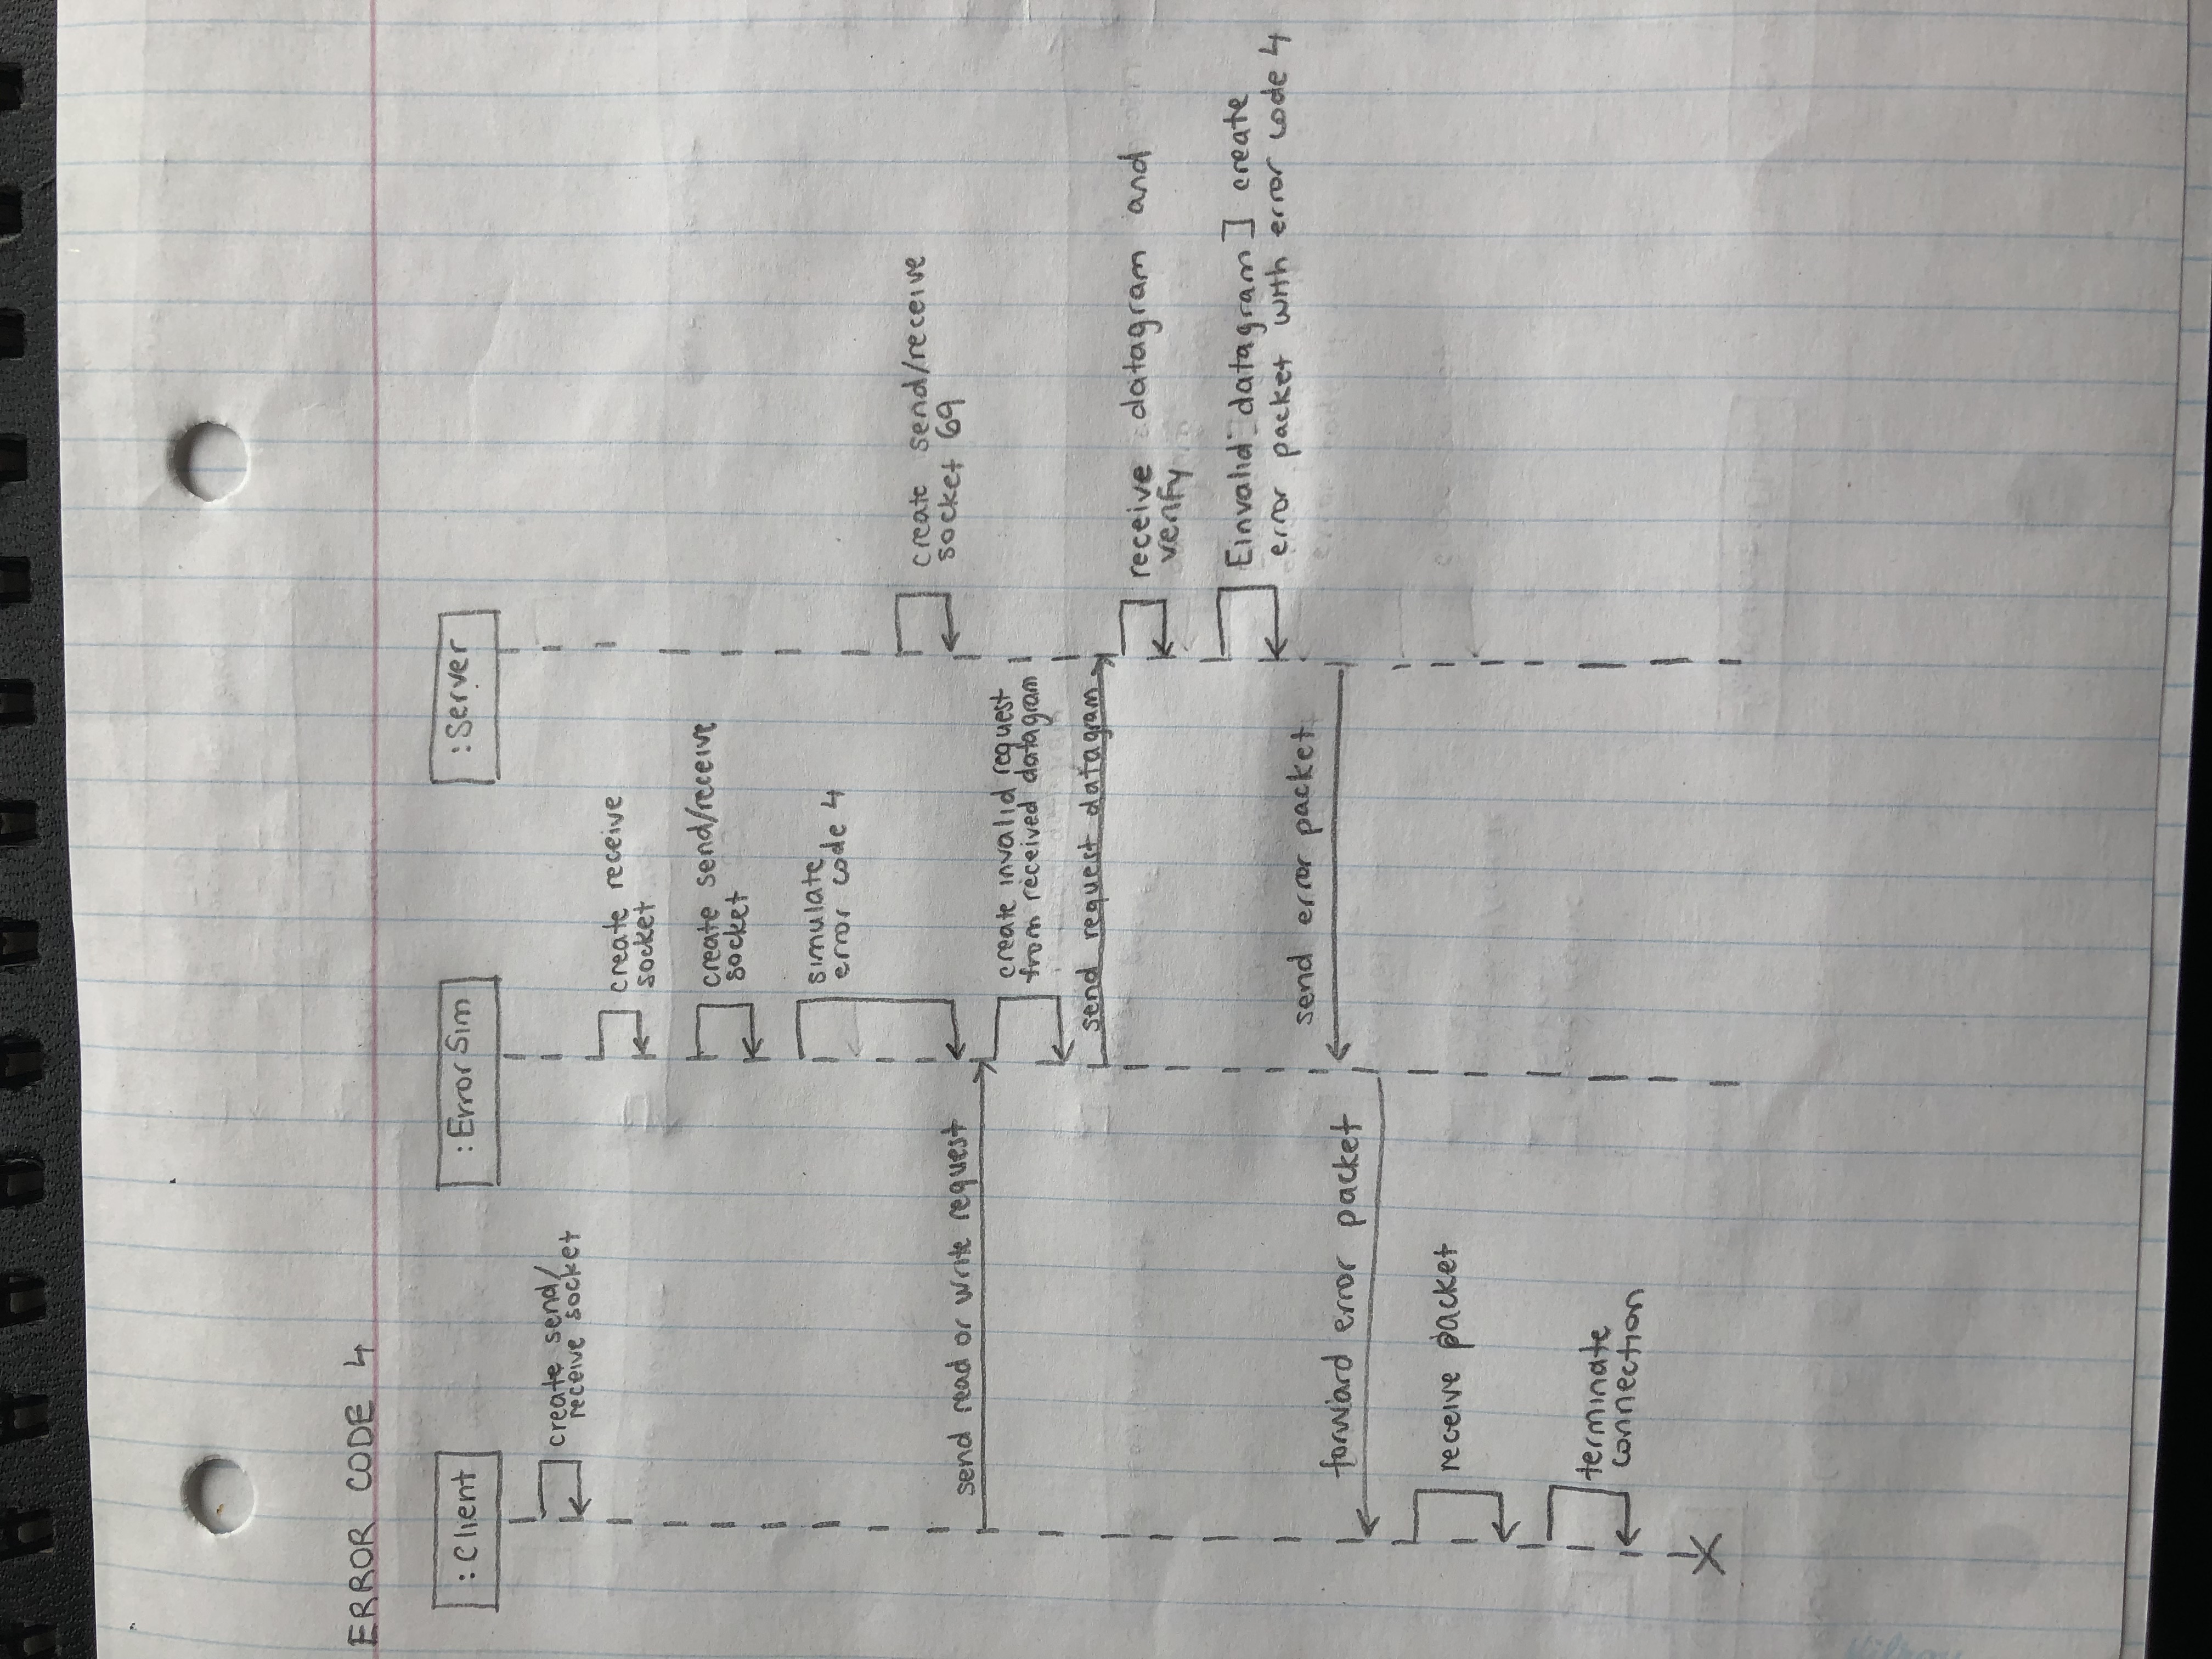 ERROR CODE 4
:Client
:ErrorSim
:Server
create send/
receive socket
create receive
socket
create send/receive
socket
simulate
error code 4
create send/receive
socket 69
send read or write request
create invalid request
from received datagram
send request datagram
receive datagram and
verify
[invalid datagram] create
error packet with error code 4
send error packet
forward error packet
receive packet
terminate
connection